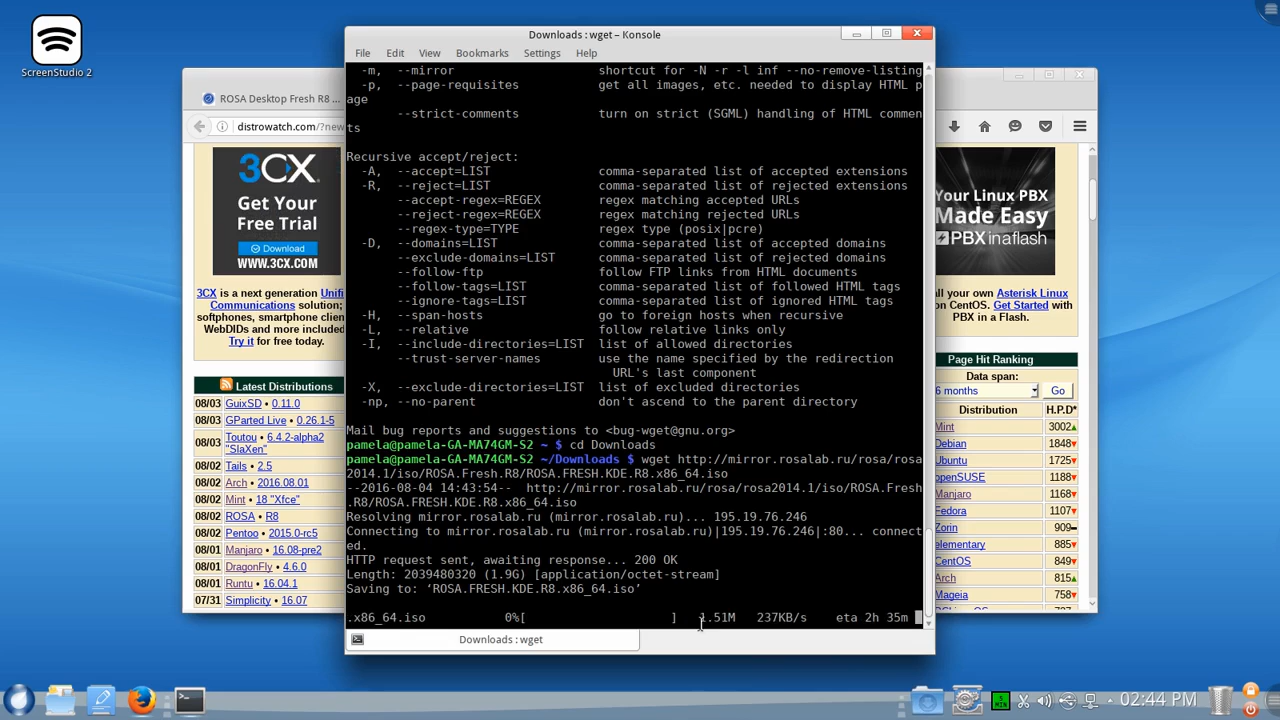 ScreenStudio 2
Downloads : wget – Konsole
File Edit View Bookmarks Settings Help
-m, --mirror shortcut for -N -r -l inf --no-remove-listing
-p, --page-requisites get all images, etc. needed to display HTML p
age
--strict-comments turn on strict (SGML) handling of HTML commen
ts
Recursive accept/reject:
-A, --accept=LIST comma-separated list of accepted extensions
-R, --reject=LIST comma-separated list of rejected extensions
--accept-regex=REGEX regex matching accepted URLs
--reject-regex=REGEX regex matching rejected URLs
--regex-type=TYPE regex type (posix|pcre)
-D, --domains=LIST comma-separated list of accepted domains
--exclude-domains=LIST comma-separated list of rejected domains
--follow-ftp follow FTP links from HTML documents
--follow-tags=LIST comma-separated list of followed HTML tags
--ignore-tags=LIST comma-separated list of ignored HTML tags
-H, --span-hosts go to foreign hosts when recursive
-L, --relative follow relative links only
-I, --include-directories=LIST list of allowed directories
--trust-server-names use the name specified by the redirection
URL's last component
-X, --exclude-directories=LIST list of excluded directories
-np, --no-parent don't ascend to the parent directory
Mail bug reports and suggestions to <bug-wget@gnu.org>
pamela@pamela-GA-MA74GM-S2 ~ $ cd Downloads
pamela@pamela-GA-MA74GM-S2 ~/Downloads $ wget http://mirror.rosalab.ru/rosa/rosa
2014.1/iso/ROSA.Fresh.R8/ROSA.FRESH.KDE.R8.x86_64.iso
--2016-08-04 14:43:54-- http://mirror.rosalab.ru/rosa/rosa2014.1/iso/ROSA.Fresh
.R8/ROSA.FRESH.KDE.R8.x86_64.iso
Resolving mirror.rosalab.ru (mirror.rosalab.ru)... 195.19.76.246
Connecting to mirror.rosalab.ru (mirror.rosalab.ru)|195.19.76.246|:80... connect
ed.
HTTP request sent, awaiting response... 200 OK
Length: 2039480320 (1.9G) [application/octet-stream]
Saving to: ‘ROSA.FRESH.KDE.R8.x86_64.iso’
.x86_64.iso 0%[ ] 1.51M 237KB/s eta 2h 35m
Downloads : wget
ROSA Desktop Fresh R8 ...
distrowatch.com/?new
3CX
Get Your
Free Trial
Download
WWW.3CX.COM
3CX is a next generation Unifi
Communications solution;
softphones, smartphone clien
WebDIDs and more included
Try it for free today.
Latest Distributions
08/03 GuixSD • 0.11.0
08/03 GParted Live • 0.26.1-5
08/03 Toutou • 6.4.2-alpha2
"SlaXen"
08/02 Tails • 2.5
08/02 Arch • 2016.08.01
08/02 Mint • 18 "Xfce"
08/02 ROSA • R8
08/02 Pentoo • 2015.0-rc5
08/01 Manjaro • 16.08-pre2
08/01 DragonFly • 4.6.0
08/01 Runtu • 16.04.1
07/31 Simplicity • 16.07
Your Linux PBX
Made Easy
PBX inaflash
all your own Asterisk Linux
on CentOS. Get Started with
PBX in a Flash.
Page Hit Ranking
Data span:
6 months Go
Distribution H.P.D*
Mint 3002
Debian 1848
Ubuntu 1725
openSUSE 1188
Manjaro 1168
Fedora 1107
Zorin 909
elementary 885
CentOS 849
Arch 815
Mageia 758
5
MIN
02:44 PM